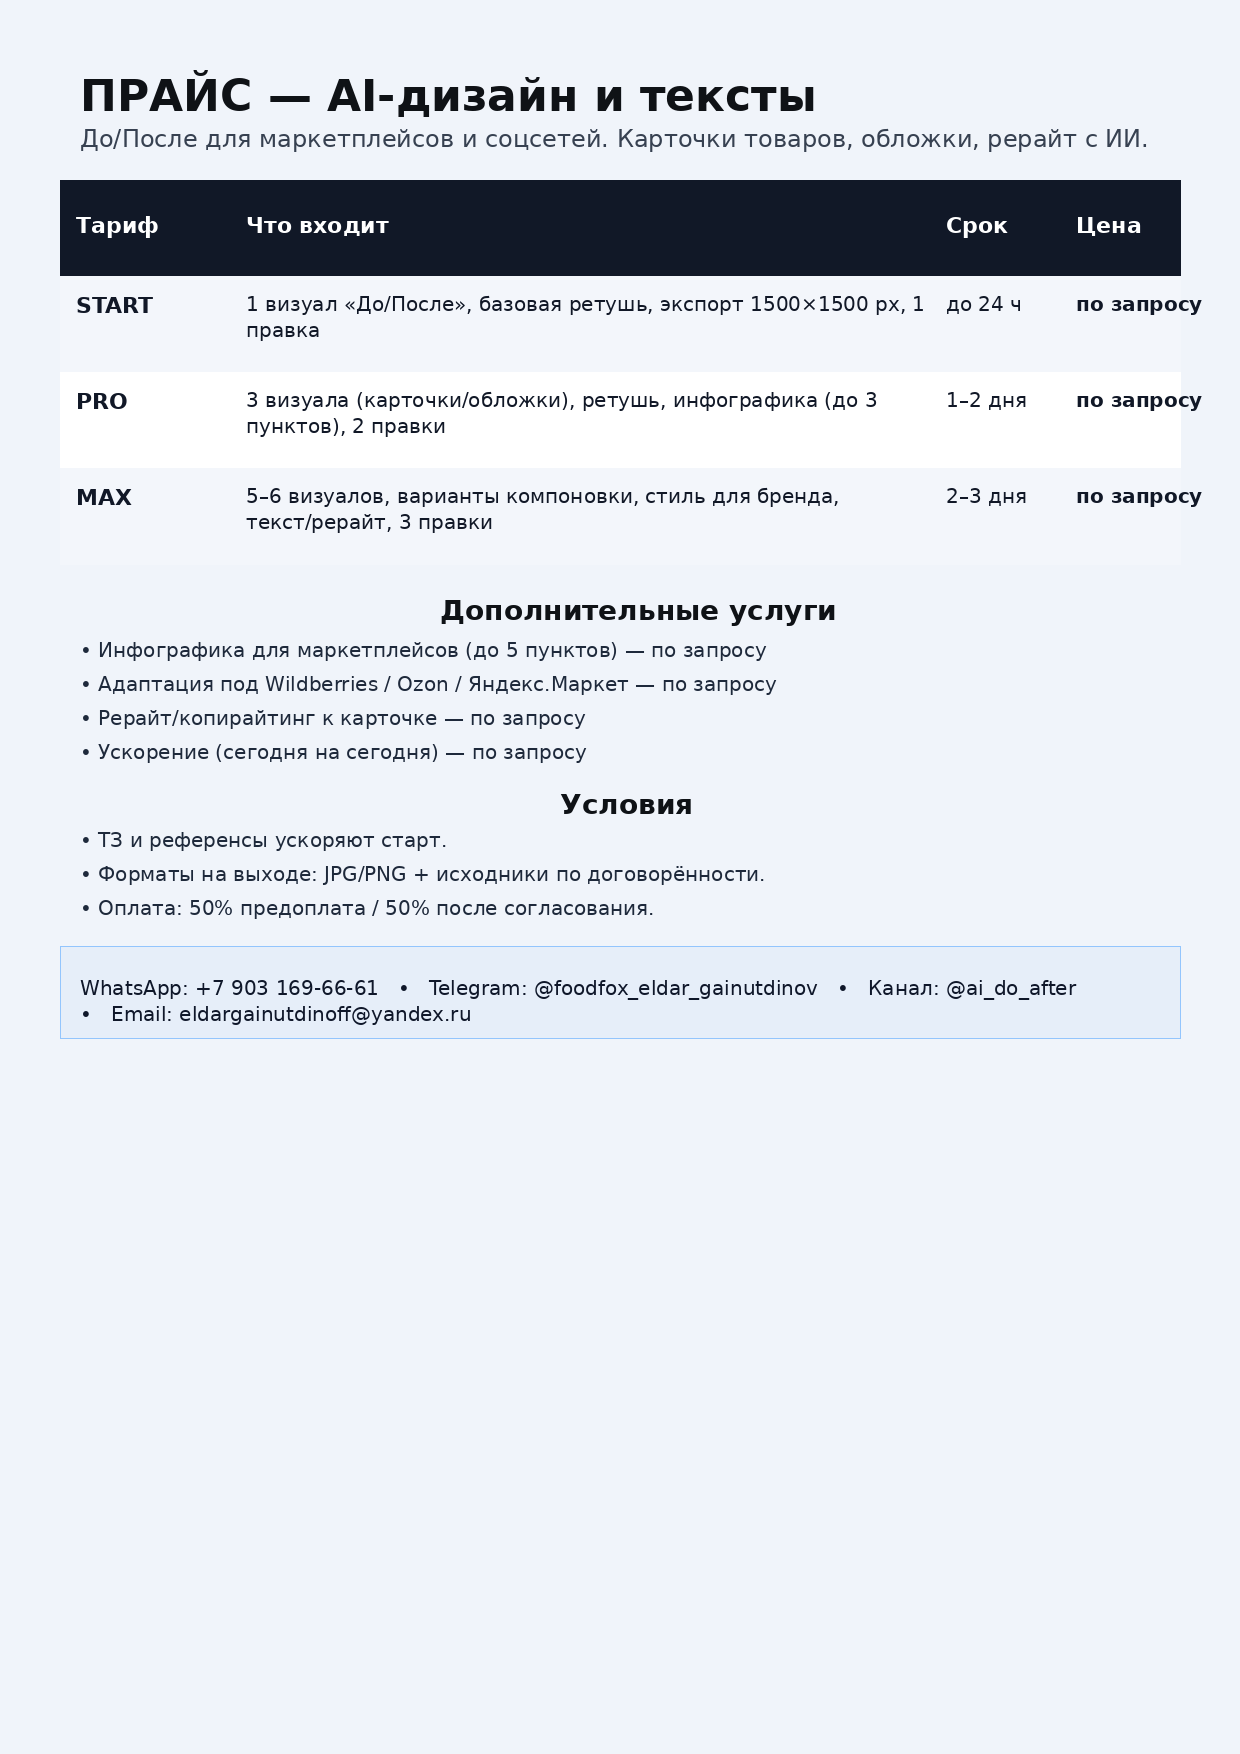 ПРАЙС — AI-дизайн и тексты
До/После для маркетплейсов и соцсетей. Карточки товаров, обложки, рерайт с ИИ.
Тариф Что входит Срок Цена
START 1 визуал «До/После», базовая ретушь, экспорт 1500×1500 px, 1 до 24 ч по запросу
правка
PRO 3 визуала (карточки/обложки), ретушь, инфографика (до 3 1–2 дня по запросу
пунктов), 2 правки
MAX 5–6 визуалов, варианты компоновки, стиль для бренда, 2–3 дня по запросу
текст/рерайт, 3 правки
Дополнительные услуги
• Инфографика для маркетплейсов (до 5 пунктов) — по запросу
• Адаптация под Wildberries / Ozon / Яндекс.Маркет — по запросу
• Рерайт/копирайтинг к карточке — по запросу
• Ускорение (сегодня на сегодня) — по запросу
Условия
• ТЗ и референсы ускоряют старт.
• Форматы на выходе: JPG/PNG + исходники по договорённости.
• Оплата: 50% предоплата / 50% после согласования.
WhatsApp: +7 903 169-66-61 • Telegram: @foodfox_eldar_gainutdinov • Канал: @ai_do_after
• Email: eldargainutdinoff@yandex.ru